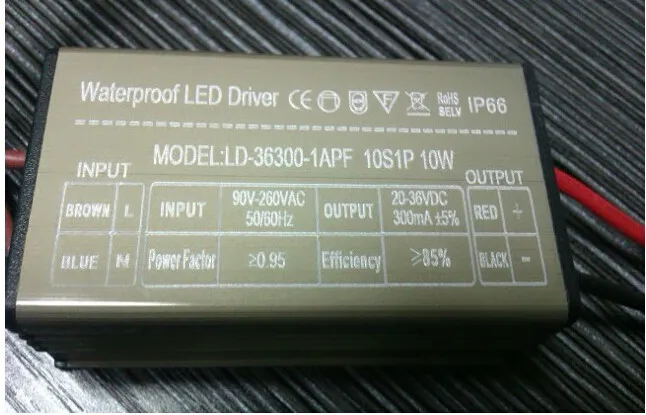 Waterproof LED Driver CE F RoHS SELV IP66
MODEL:LD-36300-1APF 10S1P 10W
INPUT
OUTPUT
BROWN L INPUT 90V-260VAC 50/60Hz OUTPUT 20-36VDC 300mA ±5% RED +
BLUE N Power Factor ≥0.95 Efficiency ≥85% BLACK -